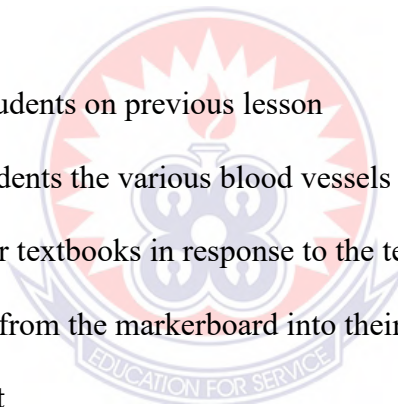 udents on previous lesson
dents the various blood vessels
r textbooks in response to the te
from the markerboard into their
EDUCATION FOR SERVICE
t